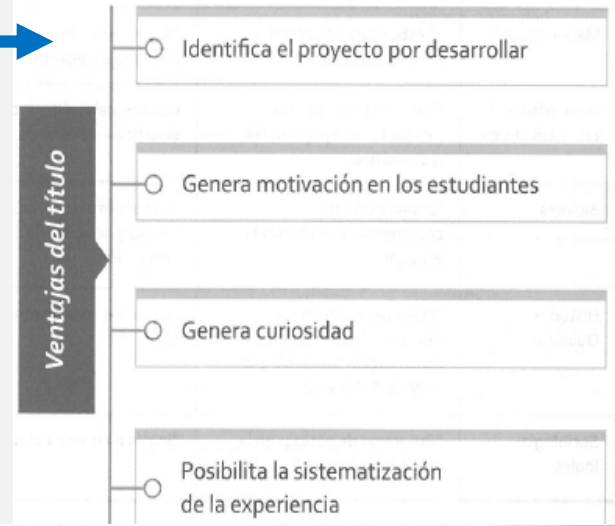 Ventajas del título
Identifica el proyecto por desarrollar
Genera motivación en los estudiantes
Genera curiosidad
Posibilita la sistematización
de la experiencia